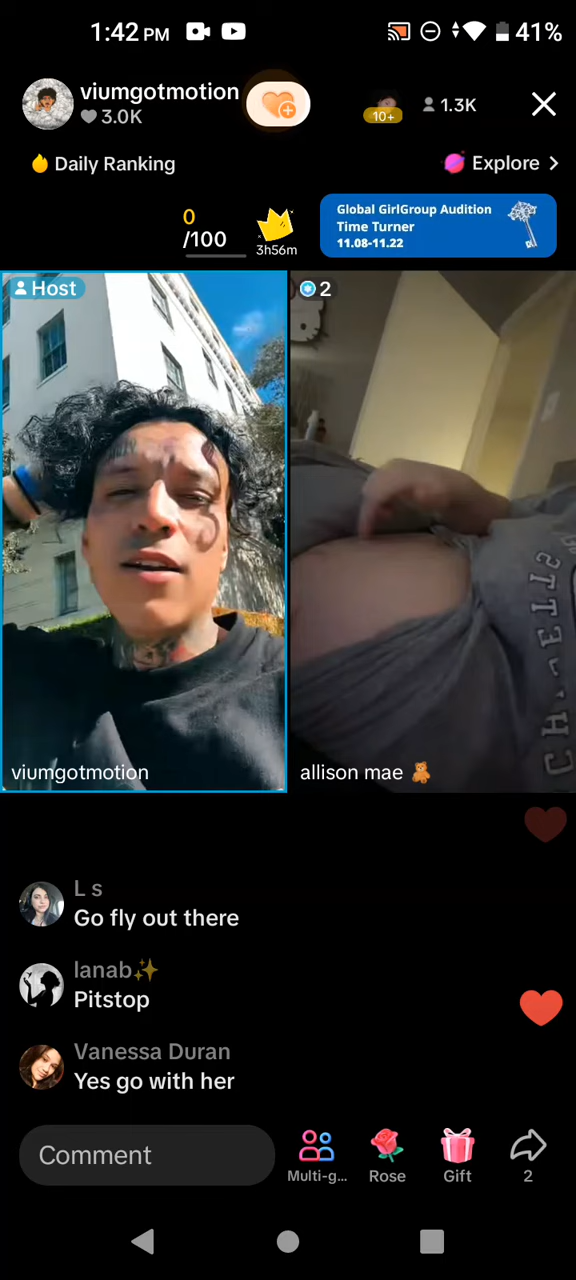 1:42 PM
41%
viumgotmotion
3.0K
10+
1.3K
Daily Ranking
Explore >
0
/100
3h56m
Global GirlGroup Audition
Time Turner
11.08-11.22
Host
2
viumgotmotion
allison mae
L s
Go fly out there
lanab
Pitstop
Vanessa Duran
Yes go with her
Comment
Multi-g...
Rose
Gift
2